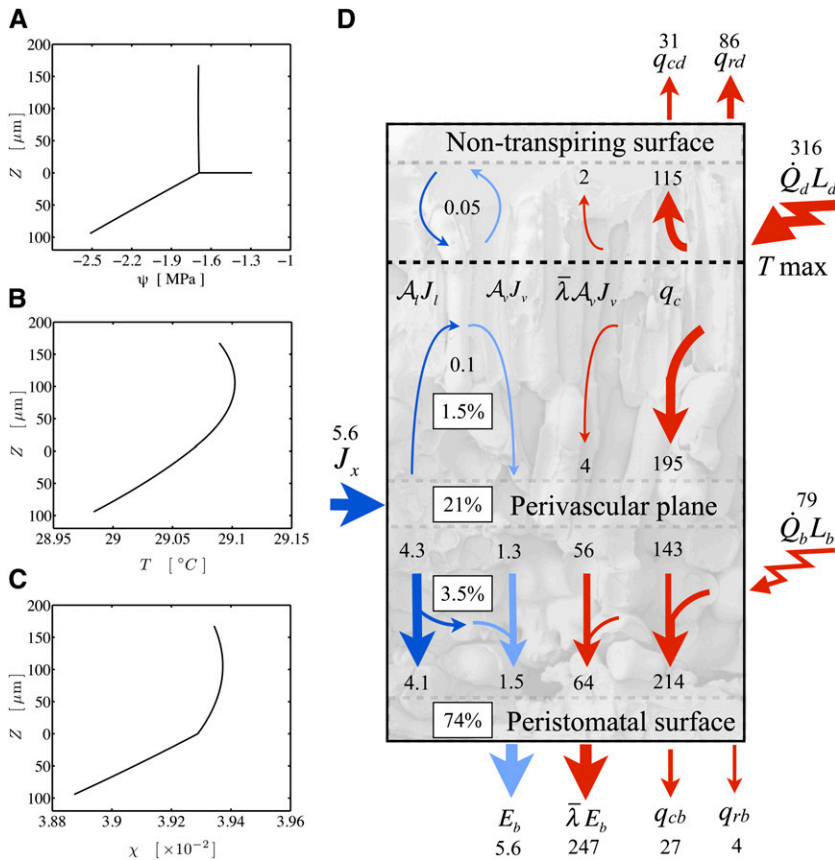 A
200
150
100
50
0
50
100
Z [μm]
−2.5 −2.2 −1.9 −1.6 −1.3 −1
ψ [MPa]
B
200
150
100
50
0
50
100
Z [μm]
28.95 29 29.05 29.1 29.15
T [°C]
C
200
150
100
50
0
50
100
Z [μm]
3.88 3.9 3.92 3.94 3.96
χ [×10⁻²]
D
31 86
q_cd q_rd
Non-transpiring surface
316
Q̇_d L_d
T max
0.05 2 115
𝒜_l J_l 𝒜_v J_v λ̄𝒜_v J_v q_c
0.1
1.5%
4 195
5.6
J_x
21% Perivascular plane
79
Q̇_b L_b
4.3 1.3 56 143
3.5%
4.1 1.5 64 214
74% Peristomatal surface
E_b λ̄E_b q_cb q_rb
5.6 247 27 4